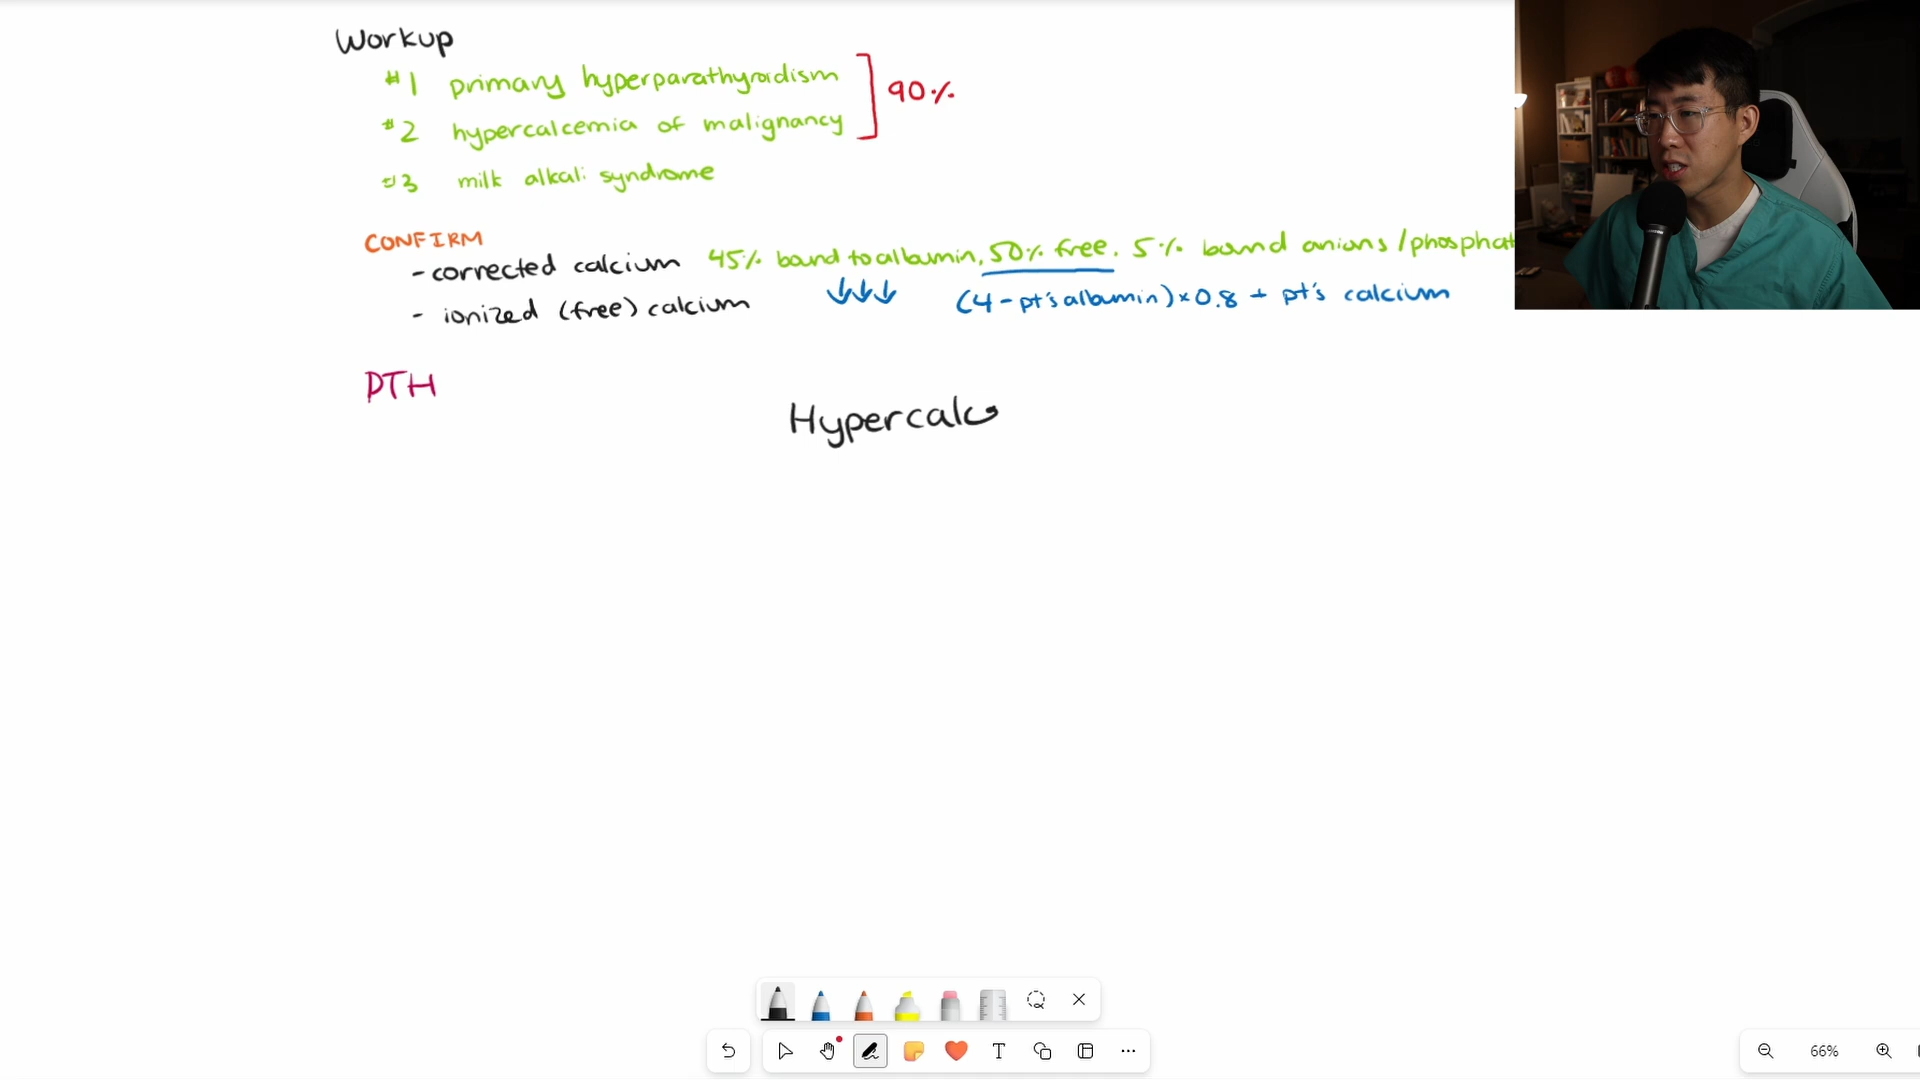 Workup
#1 primary hyperparathyroidism
#2 hypercalcemia of malignancy
90%
#3 milk alkali syndrome
CONFIRM
- corrected calcium 45% bound to albumin, 50% free. 5% bound anions/phosphat
- ionized (free) calcium (4 - pt's albumin) x 0.8 + pt's calcium
PTH
Hypercalc
T
66%